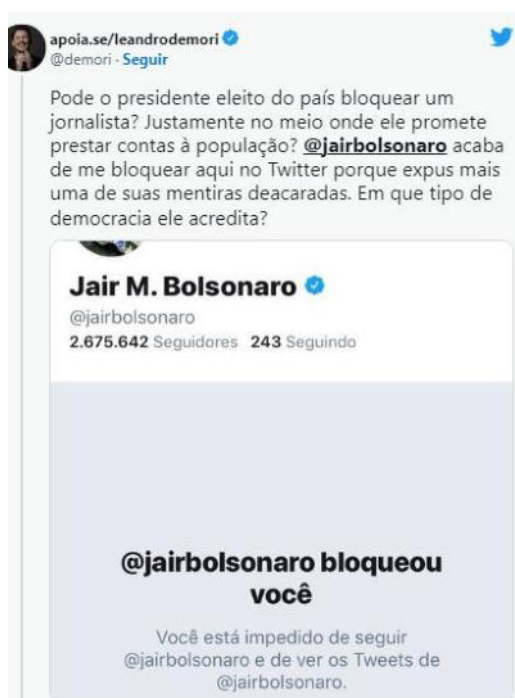 apoia.se/leandrodemori
@demori · Seguir
Pode o presidente eleito do país bloquear um
jornalista? Justamente no meio onde ele promete
prestar contas à população? @jairbolsonaro acaba
de me bloquear aqui no Twitter porque expus mais
uma de suas mentiras deacaradas. Em que tipo de
democracia ele acredita?
Jair M. Bolsonaro
@jairbolsonaro
2.675.642 Seguidores 243 Seguindo
@jairbolsonaro bloqueou
você
Você está impedido de seguir
@jairbolsonaro e de ver os Tweets de
@jairbolsonaro.